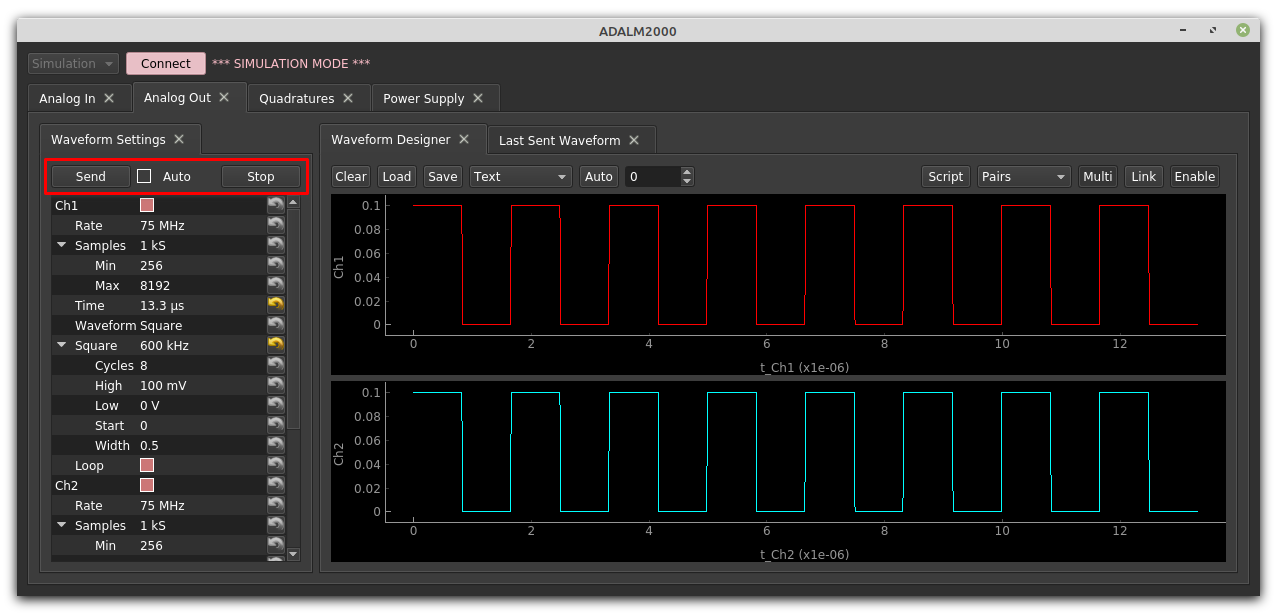 ADALM2000
Simulation Connect *** SIMULATION MODE ***
Analog In Analog Out Quadratures Power Supply
Waveform Settings
Send Auto Stop
Ch1
Rate 75 MHz
Samples 1 kS
Min 256
Max 8192
Time 13.3 µs
Waveform Square
Square 600 kHz
Cycles 8
High 100 mV
Low 0 V
Start 0
Width 0.5
Loop
Ch2
Rate 75 MHz
Samples 1 kS
Min 256
Waveform Designer Last Sent Waveform
Clear Load Save Text Auto 0 Script Pairs Multi Link Enable
0.1
0.08
0.06
0.04
0.02
0
Ch1
0 2 4 6 8 10 12
t_Ch1 (x1e-06)
0.1
0.08
0.06
0.04
0.02
0
Ch2
0 2 4 6 8 10 12
t_Ch2 (x1e-06)